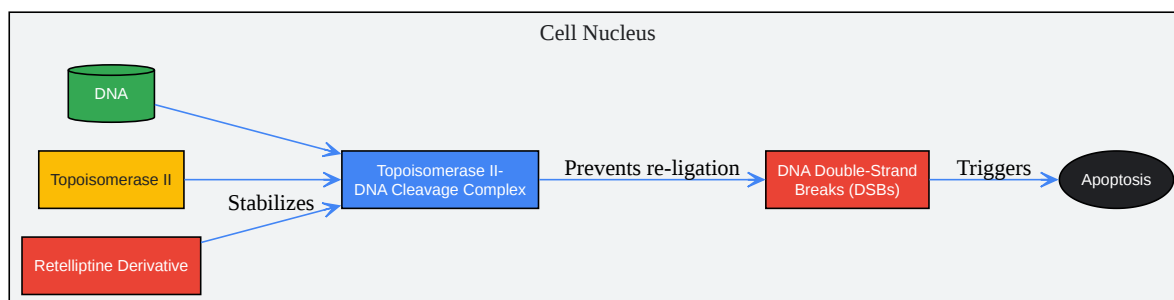 Cell Nucleus
DNA
Topoisomerase II
Stabilizes
Retelliptine Derivative
Topoisomerase II-
DNA Cleavage Complex
Prevents re-ligation
DNA Double-Strand
Breaks (DSBs)
Triggers
Apoptosis